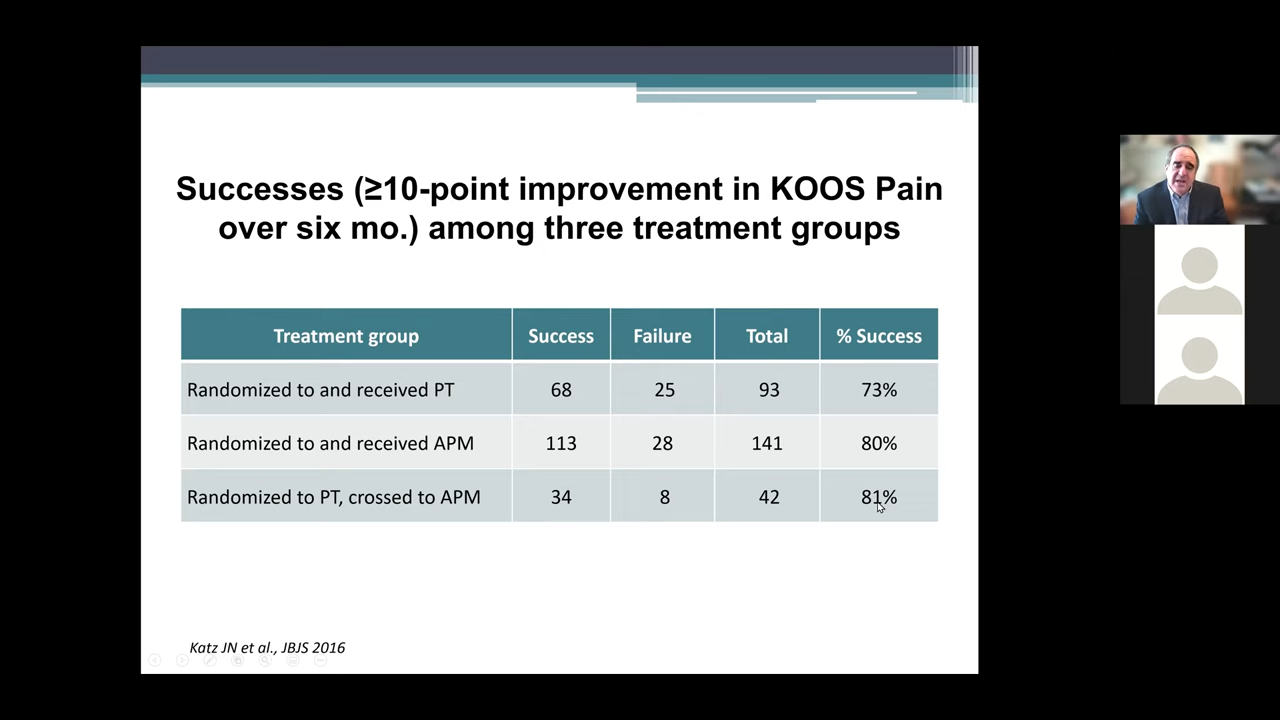 Successes (≥10-point improvement in KOOS Pain
over six mo.) among three treatment groups
Treatment group Success Failure Total % Success
Randomized to and received PT 68 25 93 73%
Randomized to and received APM 113 28 141 80%
Randomized to PT, crossed to APM 34 8 42 81%
Katz JN et al., JBJS 2016